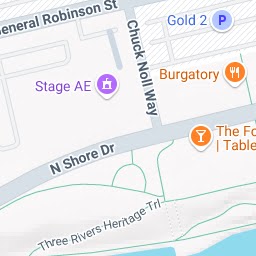 General Robinson St
Gold 2
P
Chuck Noll Way
Stage AE
Burgatory
The Fo
| Table
N Shore Dr
Three Rivers Heritage Trl